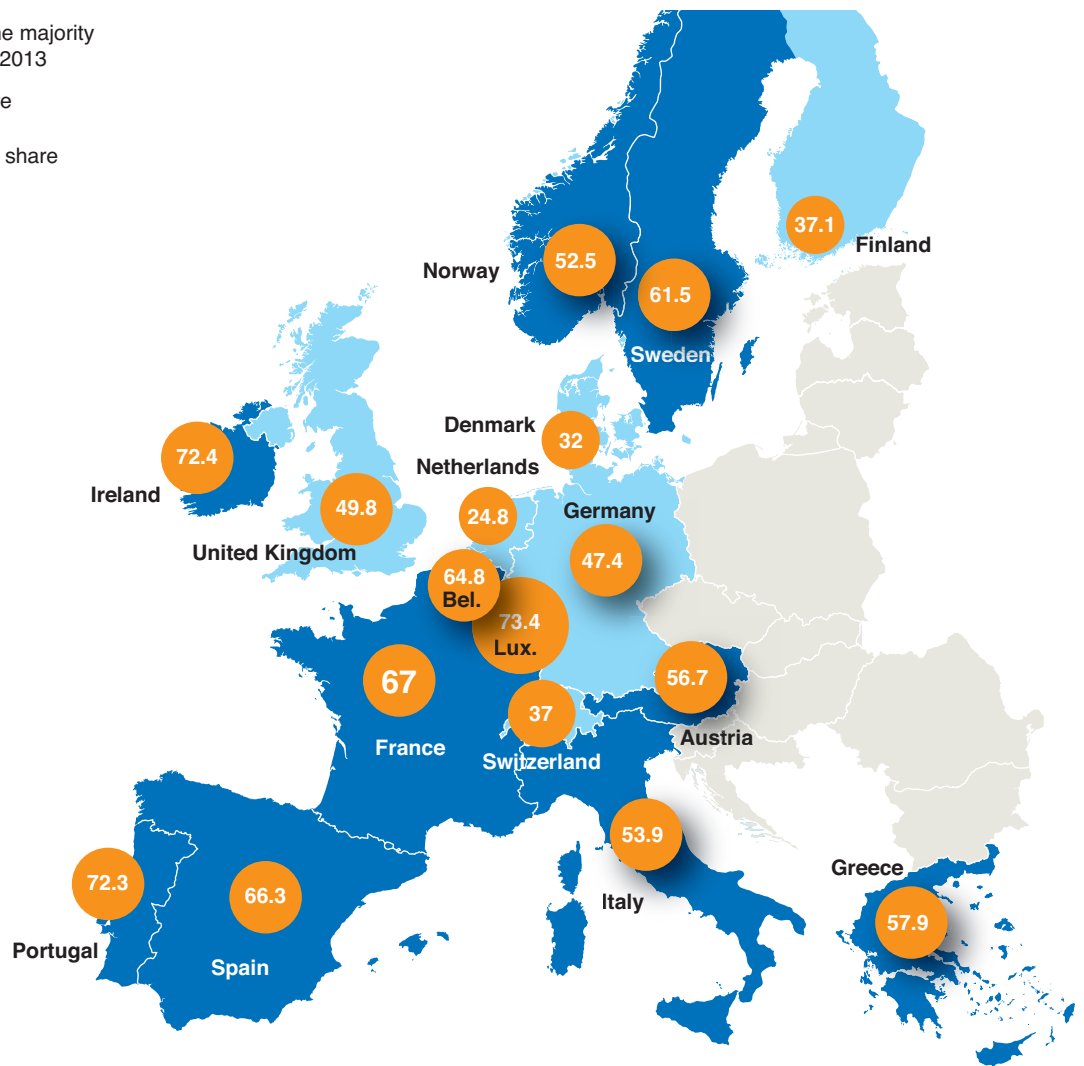 he majority
2013
e
share
37.1
Finland
52.5
Norway
61.5
Sweden
Denmark
32
72.4
Netherlands
Ireland
49.8
24.8
Germany
United Kingdom
47.4
64.8
Bel.
73.4
Lux.
67
56.7
37
France
Austria
Switzerland
53.9
Greece
72.3
66.3
Italy
57.9
Portugal
Spain